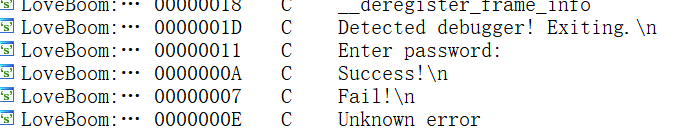 LoveBoom:… 00000018 C __deregister_frame_info
LoveBoom:… 0000001D C Detected debugger! Exiting.\n
LoveBoom:… 00000011 C Enter password:
LoveBoom:… 0000000A C Success!\n
LoveBoom:… 00000007 C Fail!\n
LoveBoom:… 0000000E C Unknown error